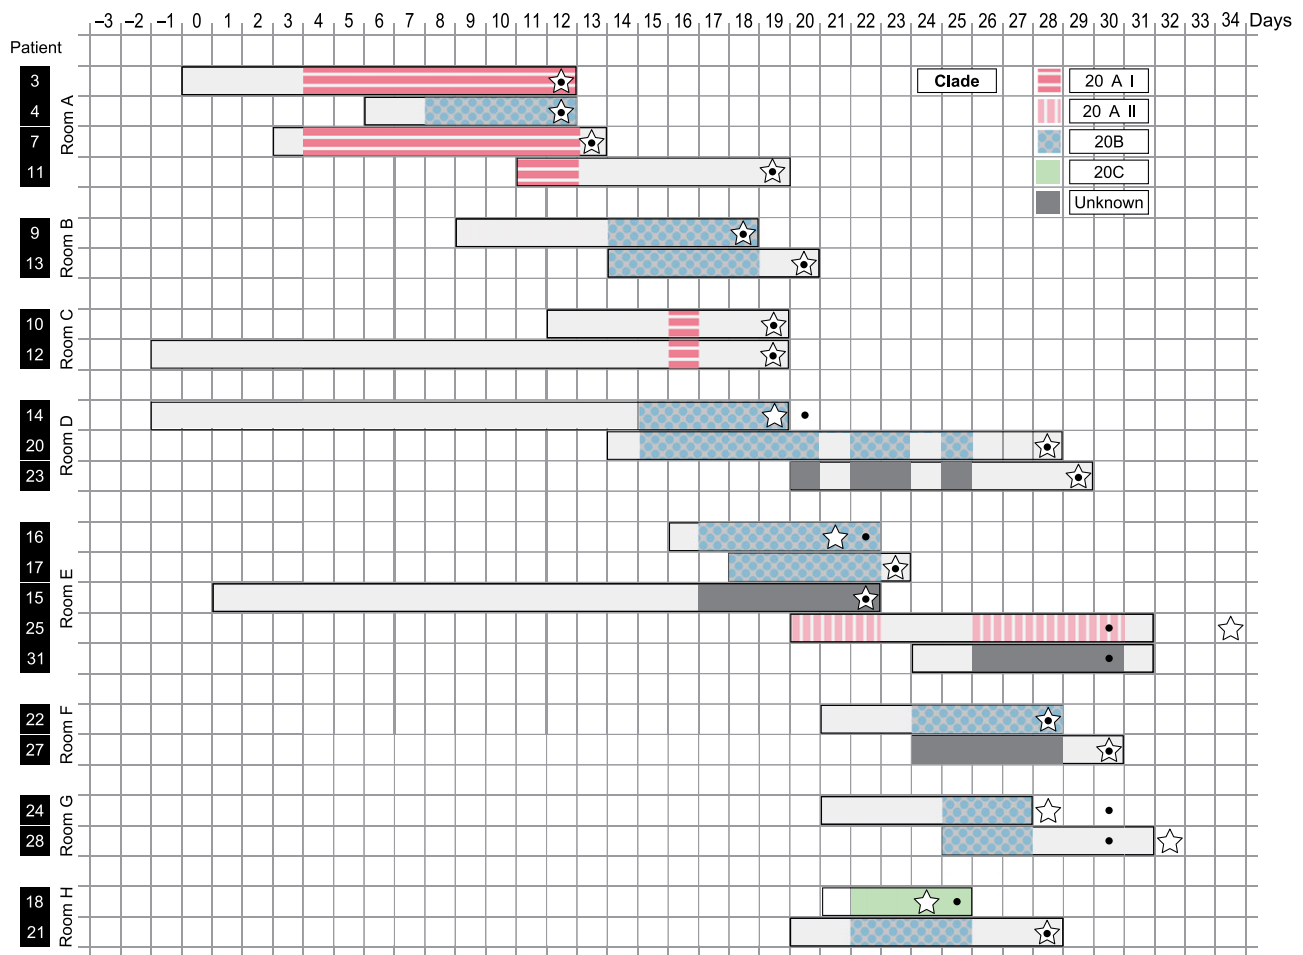 –3 –2 –1 0 1 2 3 4 5 6 7 8 9 10 11 12 13 14 15 16 17 18 19 20 21 22 23 24 25 26 27 28 29 30 31 32 33 34 Days
Patient
Room A
3
4
7
11
Clade
20 A I
20 A II
20B
20C
Unknown
Room B
9
13
Room C
10
12
Room D
14
20
23
Room E
16
17
15
25
31
Room F
22
27
Room G
24
28
Room H
18
21